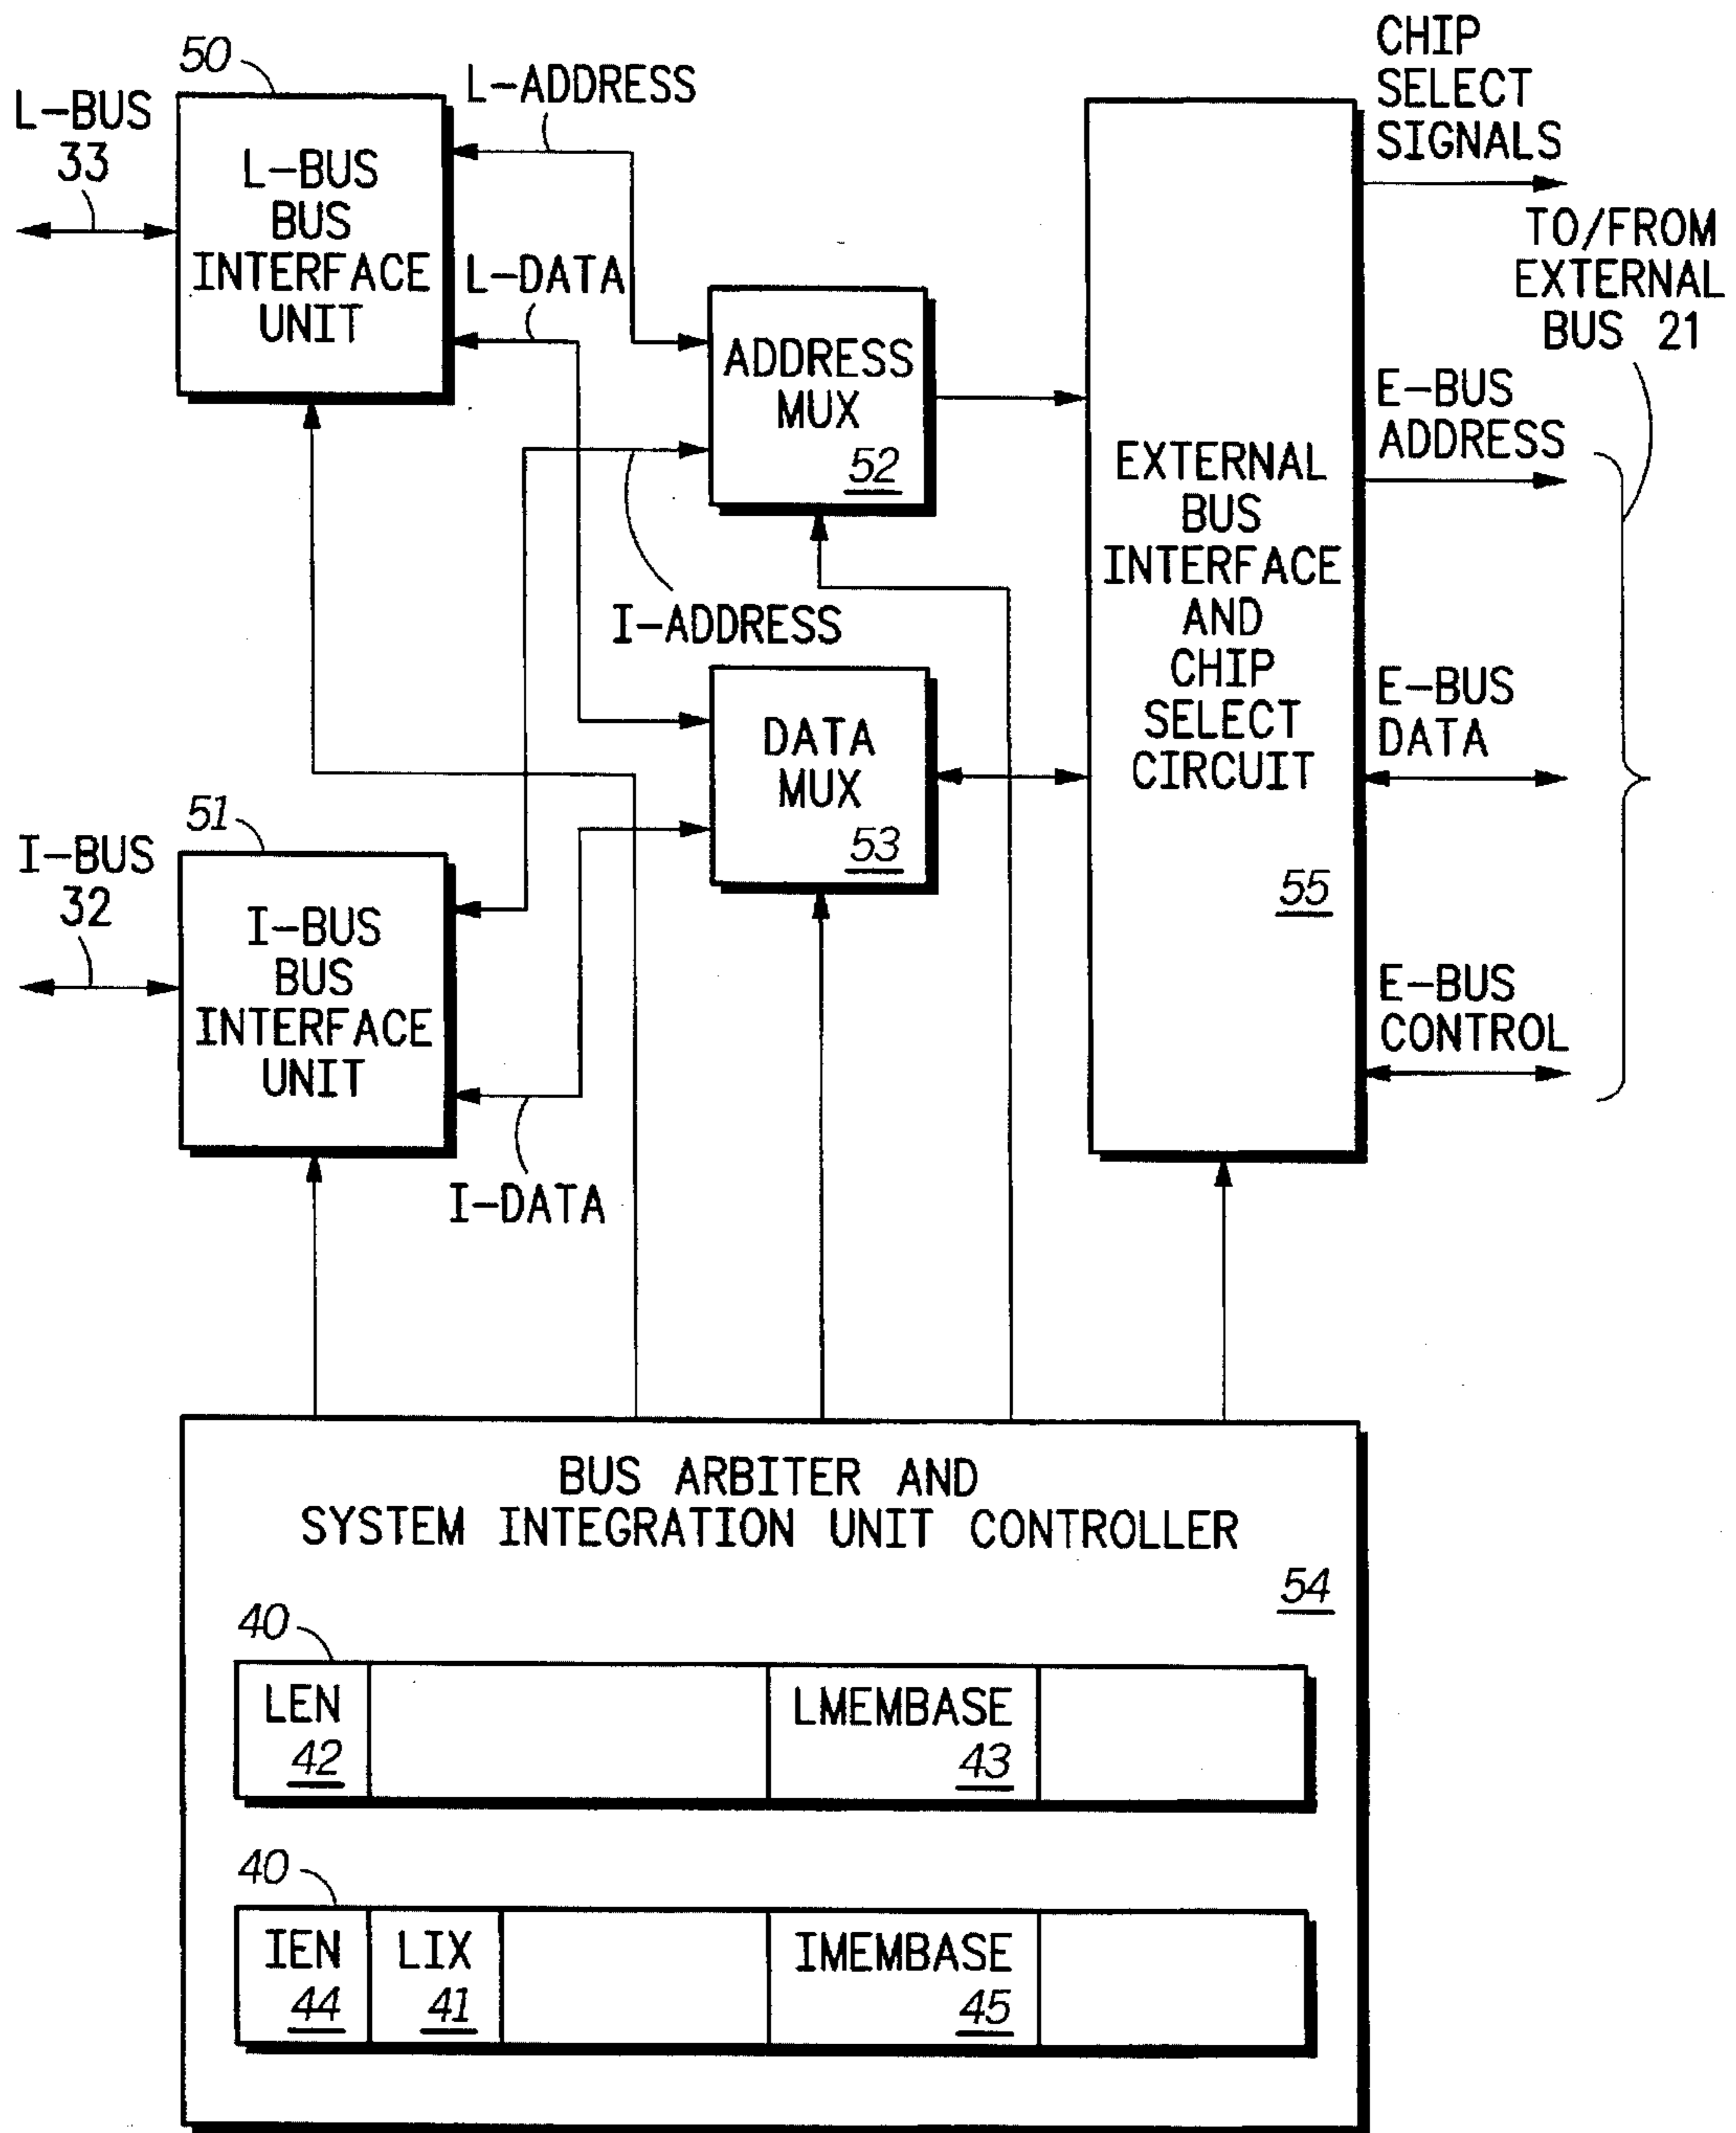 50
L-BUS
33
L-BUS
BUS
INTERFACE
UNIT
L-ADDRESS
L-DATA
ADDRESS
MUX
52
I-ADDRESS
DATA
MUX
53
51
I-BUS
32
I-BUS
BUS
INTERFACE
UNIT
I-DATA
EXTERNAL
BUS
INTERFACE
AND
CHIP
SELECT
CIRCUIT
55
CHIP
SELECT
SIGNALS
TO/FROM
EXTERNAL
BUS 21
E-BUS
ADDRESS
E-BUS
DATA
E-BUS
CONTROL
BUS ARBITER AND
SYSTEM INTEGRATION UNIT CONTROLLER
54
40
LEN
42
LMEMBASE
43
40
IEN
44
LIX
41
IMEMBASE
45